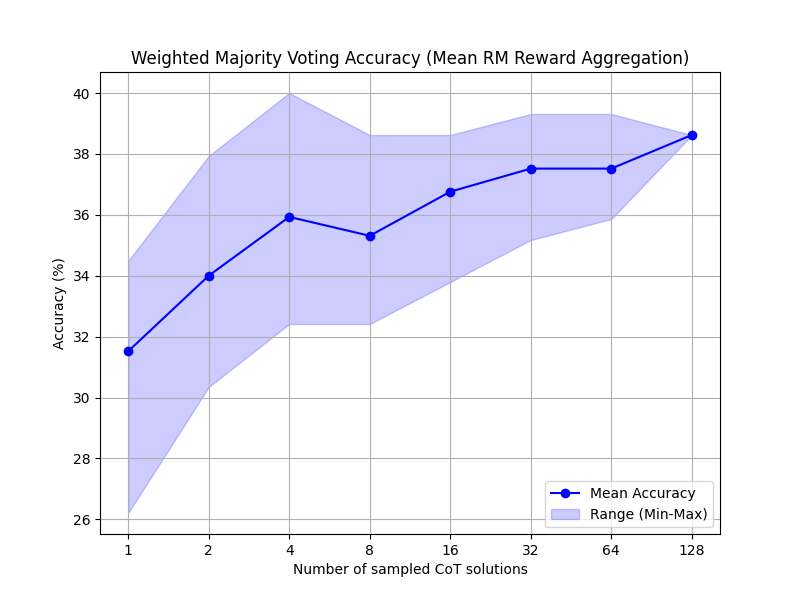 Weighted Majority Voting Accuracy (Mean RM Reward Aggregation)
Accuracy (%)
40
38
36
34
32
30
28
26
Mean Accuracy
Range (Min-Max)
1 2 4 8 16 32 64 128
Number of sampled CoT solutions